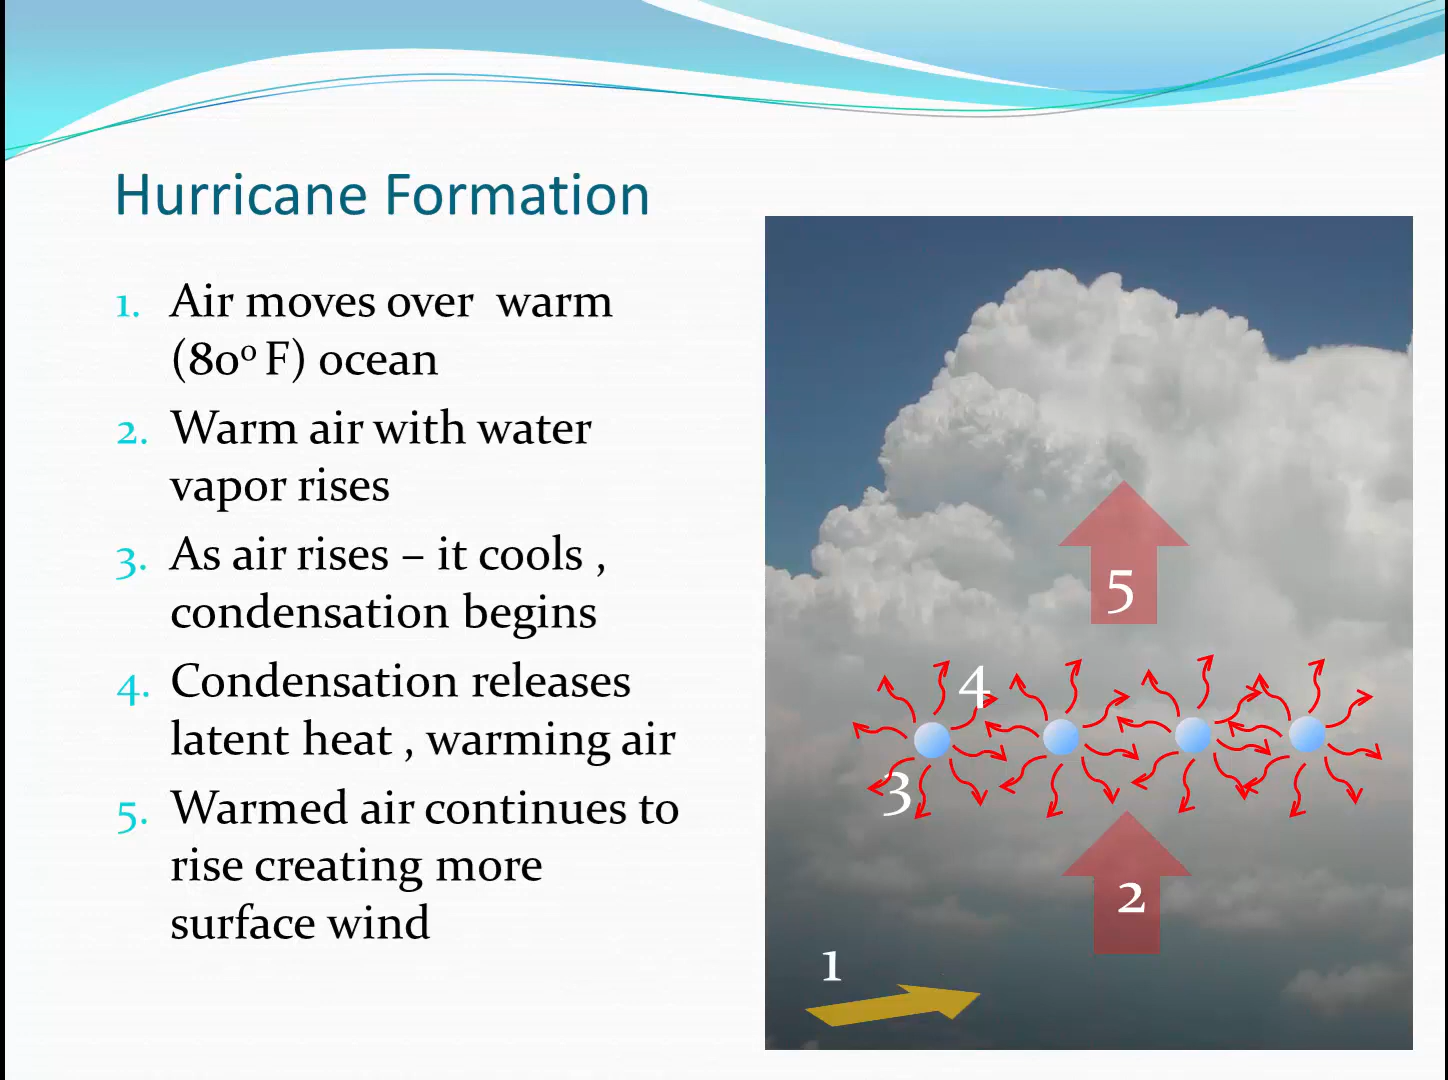 Hurricane Formation
1. Air moves over  warm
(80º F) ocean
2. Warm air with water
vapor rises
3. As air rises – it cools ,
condensation begins
4. Condensation releases
latent heat , warming air
5. Warmed air continues to
rise creating more
surface wind
5
4
3
2
1